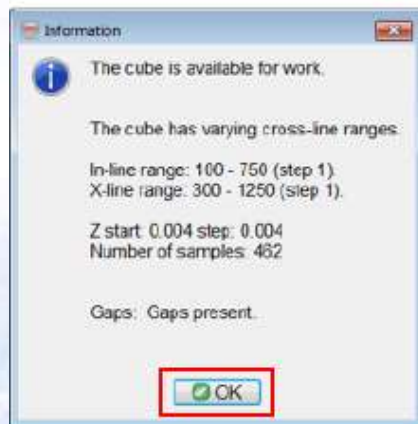 Information
The cube is available for work.
The cube has varying cross-line ranges.
In-line range: 100 - 750 (step 1).
X-line range: 300 - 1250 (step 1).
Z start: 0.004 step: 0.004
Number of samples: 462
Gaps: Gaps present.
OK